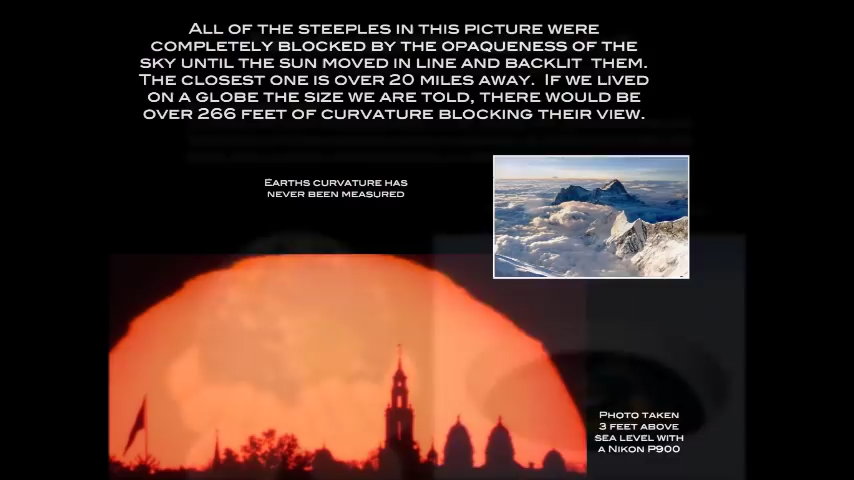 All of the steeples in this picture were
completely blocked by the opaqueness of the
sky until the sun moved in line and backlit them.
The closest one is over 20 miles away. If we lived
on a globe the size we are told, there would be
over 266 feet of curvature blocking their view.
Earths curvature has
never been measured
Photo taken
3 feet above
sea level with
a Nikon P900